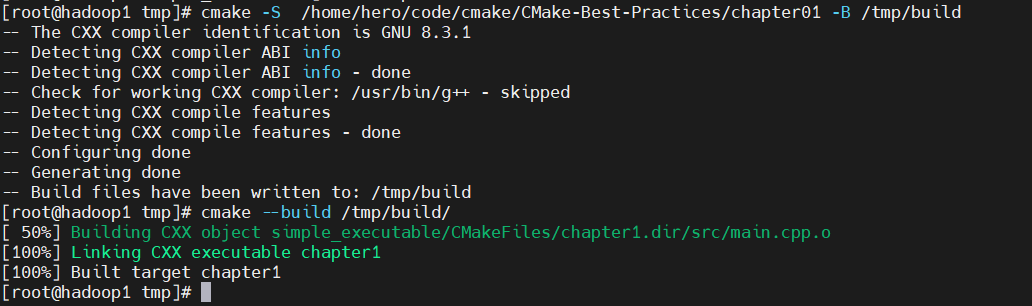 [root@hadoop1 tmp]# cmake -S  /home/hero/code/cmake/CMake-Best-Practices/chapter01 -B /tmp/build
-- The CXX compiler identification is GNU 8.3.1
-- Detecting CXX compiler ABI info
-- Detecting CXX compiler ABI info - done
-- Check for working CXX compiler: /usr/bin/g++ - skipped
-- Detecting CXX compile features
-- Detecting CXX compile features - done
-- Configuring done
-- Generating done
-- Build files have been written to: /tmp/build
[root@hadoop1 tmp]# cmake --build /tmp/build/
[ 50%] Building CXX object simple_executable/CMakeFiles/chapter1.dir/src/main.cpp.o
[100%] Linking CXX executable chapter1
[100%] Built target chapter1
[root@hadoop1 tmp]#